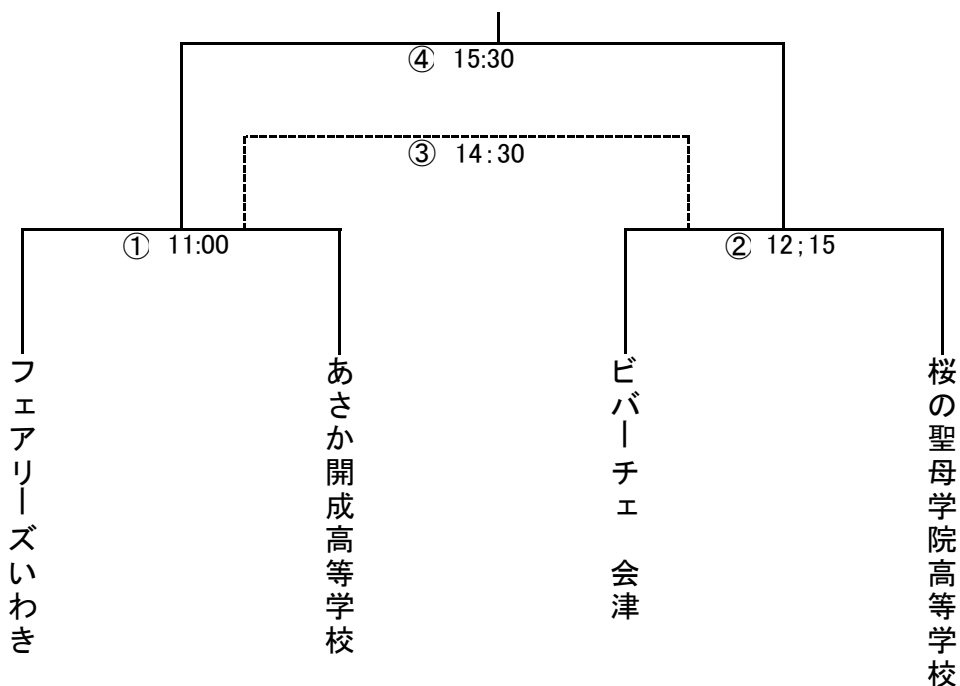 ④ 15:30
③ 14:30
① 11:00
② 12;15
フェアリーズいわき
あさか開成高等学校
ビバーチェ 会津
桜の聖母学院高等学校